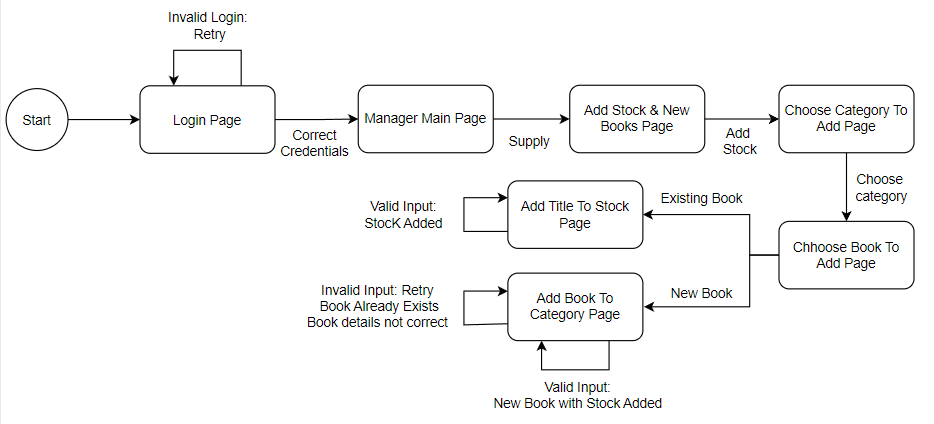 Invalid Login:
Retry
Start
Login Page
Correct
Credentials
Manager Main Page
Supply
Add Stock & New
Books Page
Add
Stock
Choose Category To
Add Page
Choose
category
Chhoose Book To
Add Page
Existing Book
Add Title To Stock
Page
Valid Input:
StocK Added
New Book
Add Book To
Category Page
Invalid Input: Retry
Book Already Exists
Book details not correct
Valid Input:
New Book with Stock Added